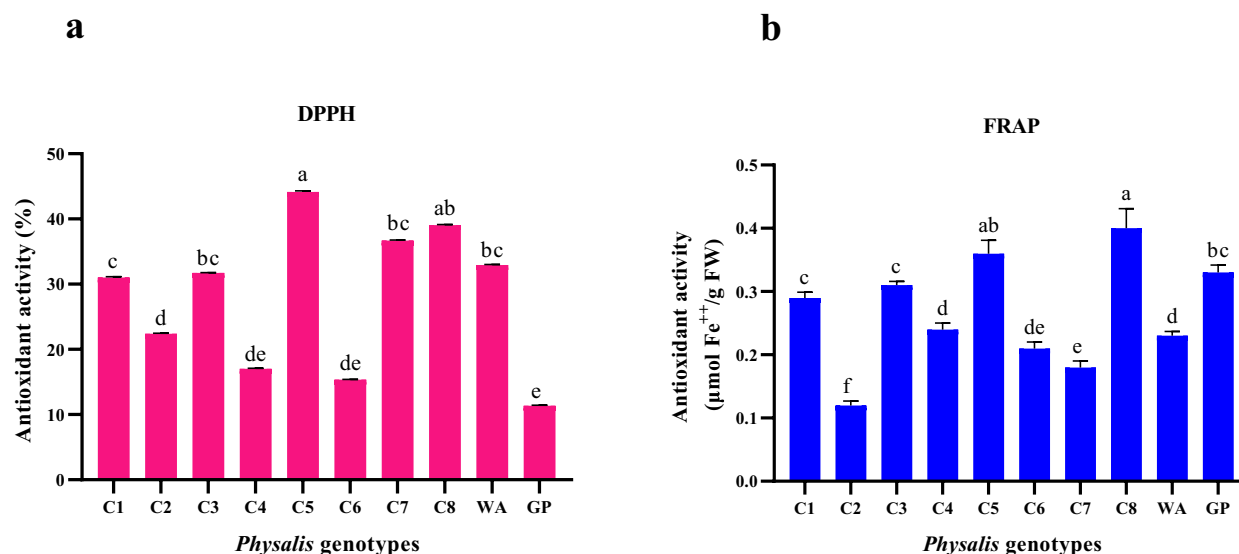 a
DPPH
Antioxidant activity (%)
50
40
30
20
10
0
c
d
bc
de
a
de
bc
ab
bc
e
C1 C2 C3 C4 C5 C6 C7 C8 WA GP
Physalis genotypes
b
FRAP
Antioxidant activity
(µmol Fe⁺⁺/g FW)
0.5
0.4
0.3
0.2
0.1
0.0
c
f
c
d
ab
de
e
a
d
bc
C1 C2 C3 C4 C5 C6 C7 C8 WA GP
Physalis genotypes